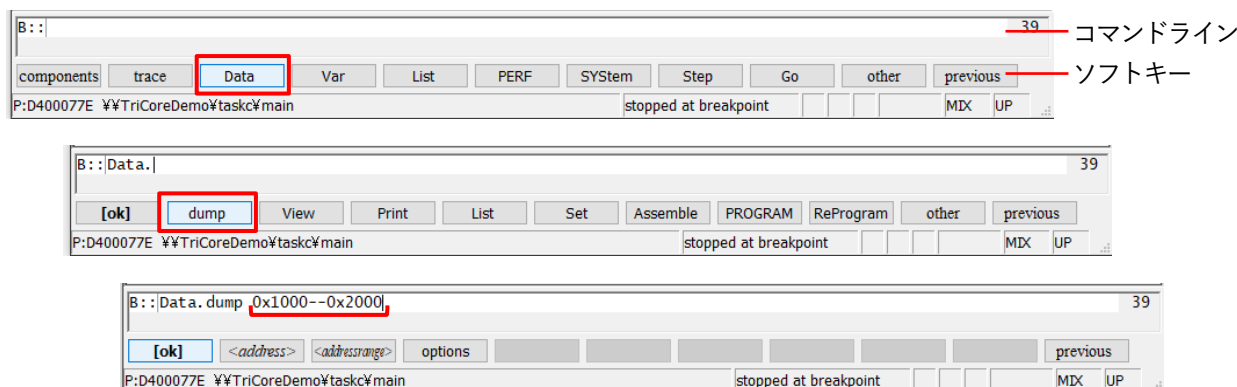 B:: 39
コマンドライン
components trace Data Var List PERF SYStem Step Go other previous
ソフトキー
P:D400077E ¥¥TriCoreDemo¥taskc¥main stopped at breakpoint MIX UP
B::Data. 39
[ok] dump View Print List Set Assemble PROGRAM ReProgram other previous
P:D400077E ¥¥TriCoreDemo¥taskc¥main stopped at breakpoint MIX UP
B::Data.dump 0x1000--0x2000 39
[ok] <address> <addressrange> options previous
P:D400077E ¥¥TriCoreDemo¥taskc¥main stopped at breakpoint MIX UP